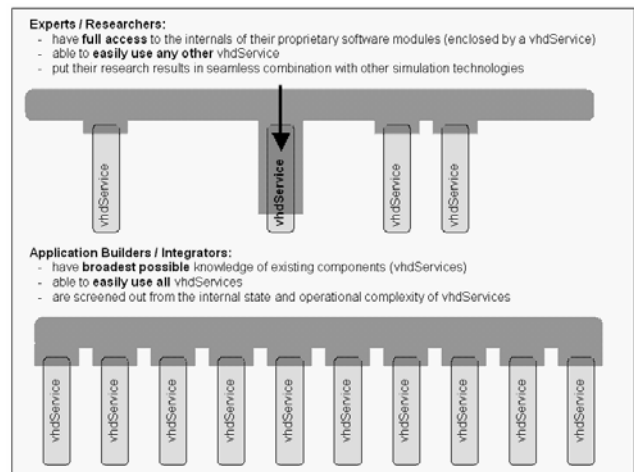 Experts / Researchers:
- have full access to the internals of their proprietary software modules (enclosed by a vhdService)
- able to easily use any other vhdService
- put their research results in seamless combination with other simulation technologies
vhdService
vhdService
vhdService
vhdService
Application Builders / Integrators:
- have broadest possible knowledge of existing components (vhdServices)
- able to easily use all vhdServices
- are screened out from the internal state and operational complexity of vhdServices
vhdService
vhdService
vhdService
vhdService
vhdService
vhdService
vhdService
vhdService
vhdService
vhdService